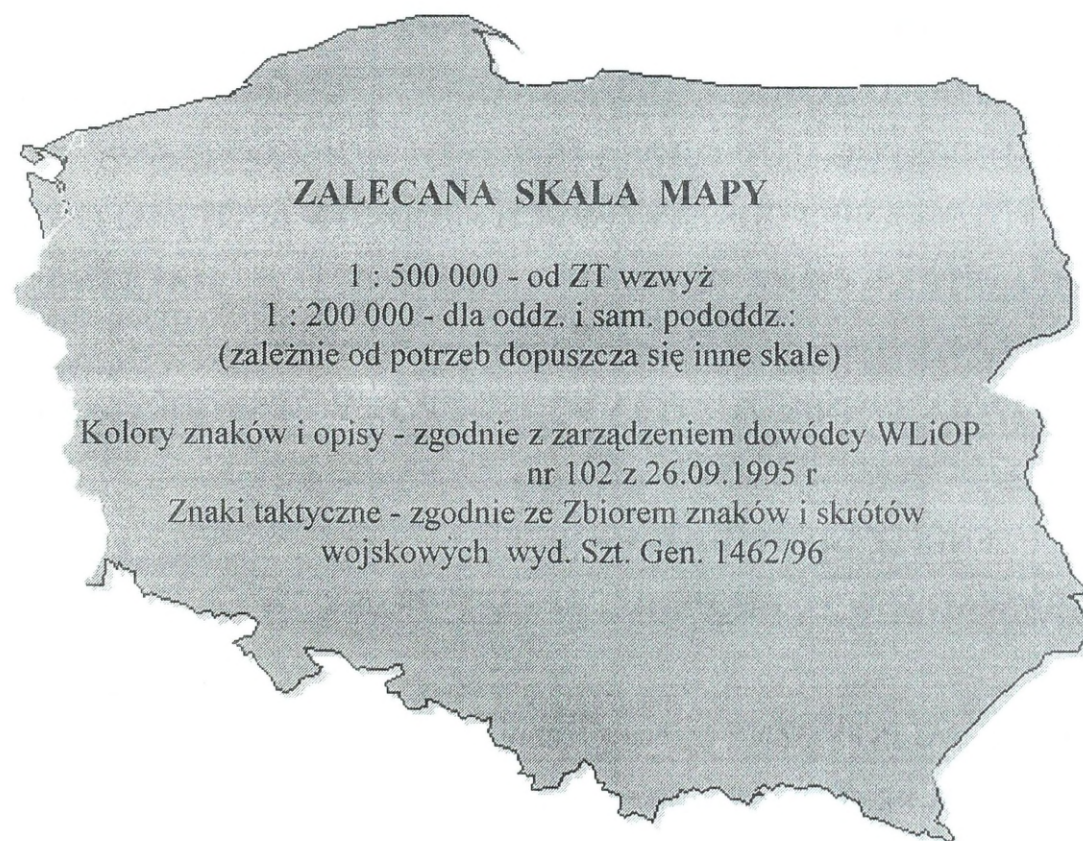 ZALECANA SKALA MAPY
1 : 500 000 - od ZT wzwyż
1 : 200 000 - dla oddz. i sam. pododdz.:
(zależnie od potrzeb dopuszcza się inne skale)
Kolory znaków i opisy - zgodnie z zarządzeniem dowódcy WLiOP
nr 102 z 26.09.1995 r
Znaki taktyczne - zgodnie ze Zbiorem znaków i skrótów
wojskowych wyd. Szt. Gen. 1462/96